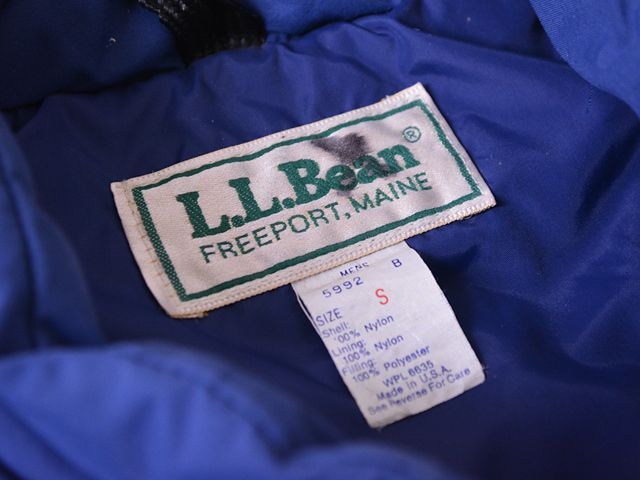 L.L.Bean®
FREEPORT, MAINE
MENS B
5992
SIZE S
Shell:
100% Nylon
Lining:
100% Nylon
Filling:
100% Polyester
WPL 6635
Made in U.S.A.
See Reverse For Care